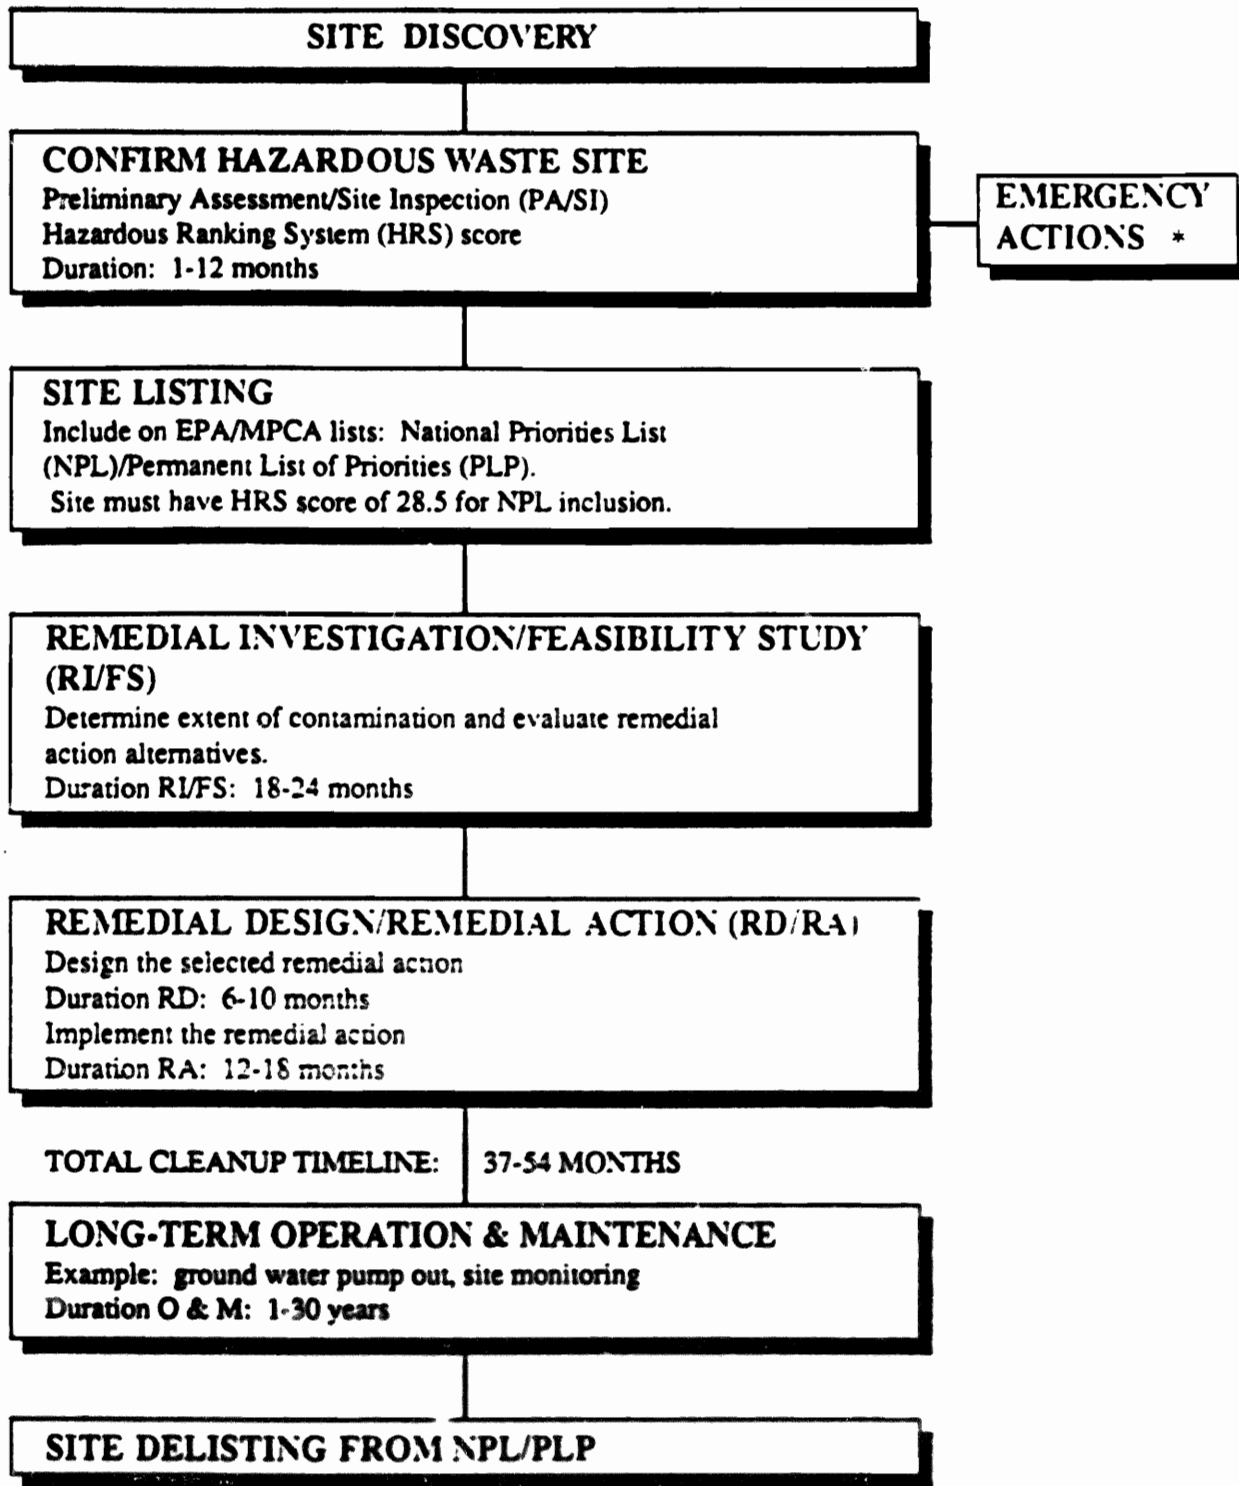 SITE DISCOVERY
CONFIRM HAZARDOUS WASTE SITE
Preliminary Assessment/Site Inspection (PA/SI)
Hazardous Ranking System (HRS) score
Duration: 1-12 months
EMERGENCY
ACTIONS *
SITE LISTING
Include on EPA/MPCA lists: National Priorities List
(NPL)/Permanent List of Priorities (PLP).
Site must have HRS score of 28.5 for NPL inclusion.
REMEDIAL INVESTIGATION/FEASIBILITY STUDY
(RI/FS)
Determine extent of contamination and evaluate remedial
action alternatives.
Duration RI/FS: 18-24 months
REMEDIAL DESIGN/REMEDIAL ACTION (RD/RA)
Design the selected remedial action
Duration RD: 6-10 months
Implement the remedial action
Duration RA: 12-18 months
TOTAL CLEANUP TIMELINE: 37-54 MONTHS
LONG-TERM OPERATION & MAINTENANCE
Example: ground water pump out, site monitoring
Duration O & M: 1-30 years
SITE DELISTING FROM NPL/PLP